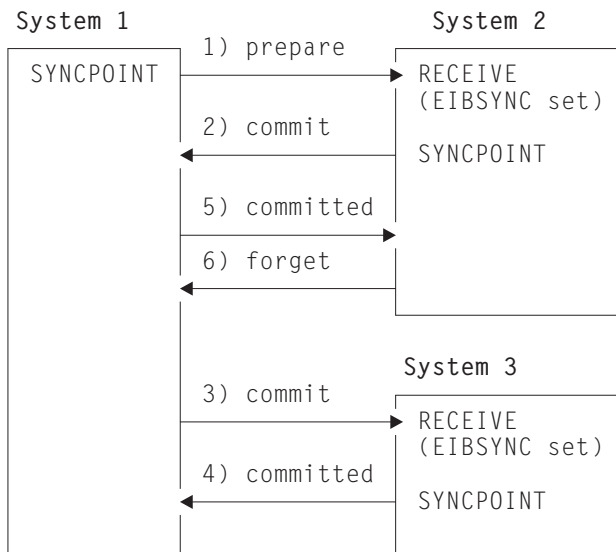 System 1
System 2
1) prepare
SYNCPOINT
RECEIVE
(EIBSYNC set)
2) commit
SYNCPOINT
5) committed
6) forget
System 3
3) commit
RECEIVE
(EIBSYNC set)
4) committed
SYNCPOINT